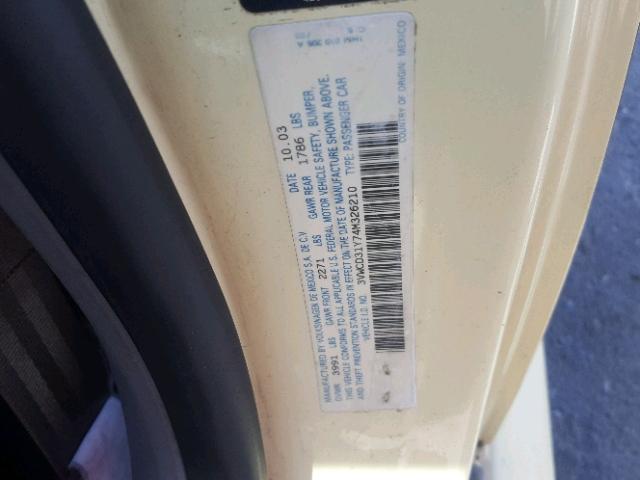 MANUFACTURED BY VOLKSWAGEN DE MEXICO S.A. DE C.V. DATE 10.03
GVWR 3991 LBS GAWR FRONT 2271 LBS GAWR REAR 1786 LBS
THIS VEHICLE CONFORMS TO ALL APPLICABLE U.S. FEDERAL MOTOR VEHICLE SAFETY, BUMPER,
AND THEFT PREVENTION STANDARDS IN EFFECT ON THE DATE OF MANUFACTURE SHOWN ABOVE.
VEHICLE I.D. NO. 3VWCD31Y74M326210 TYPE: PASSENGER CAR
COUNTRY OF ORIGIN: MEXICO